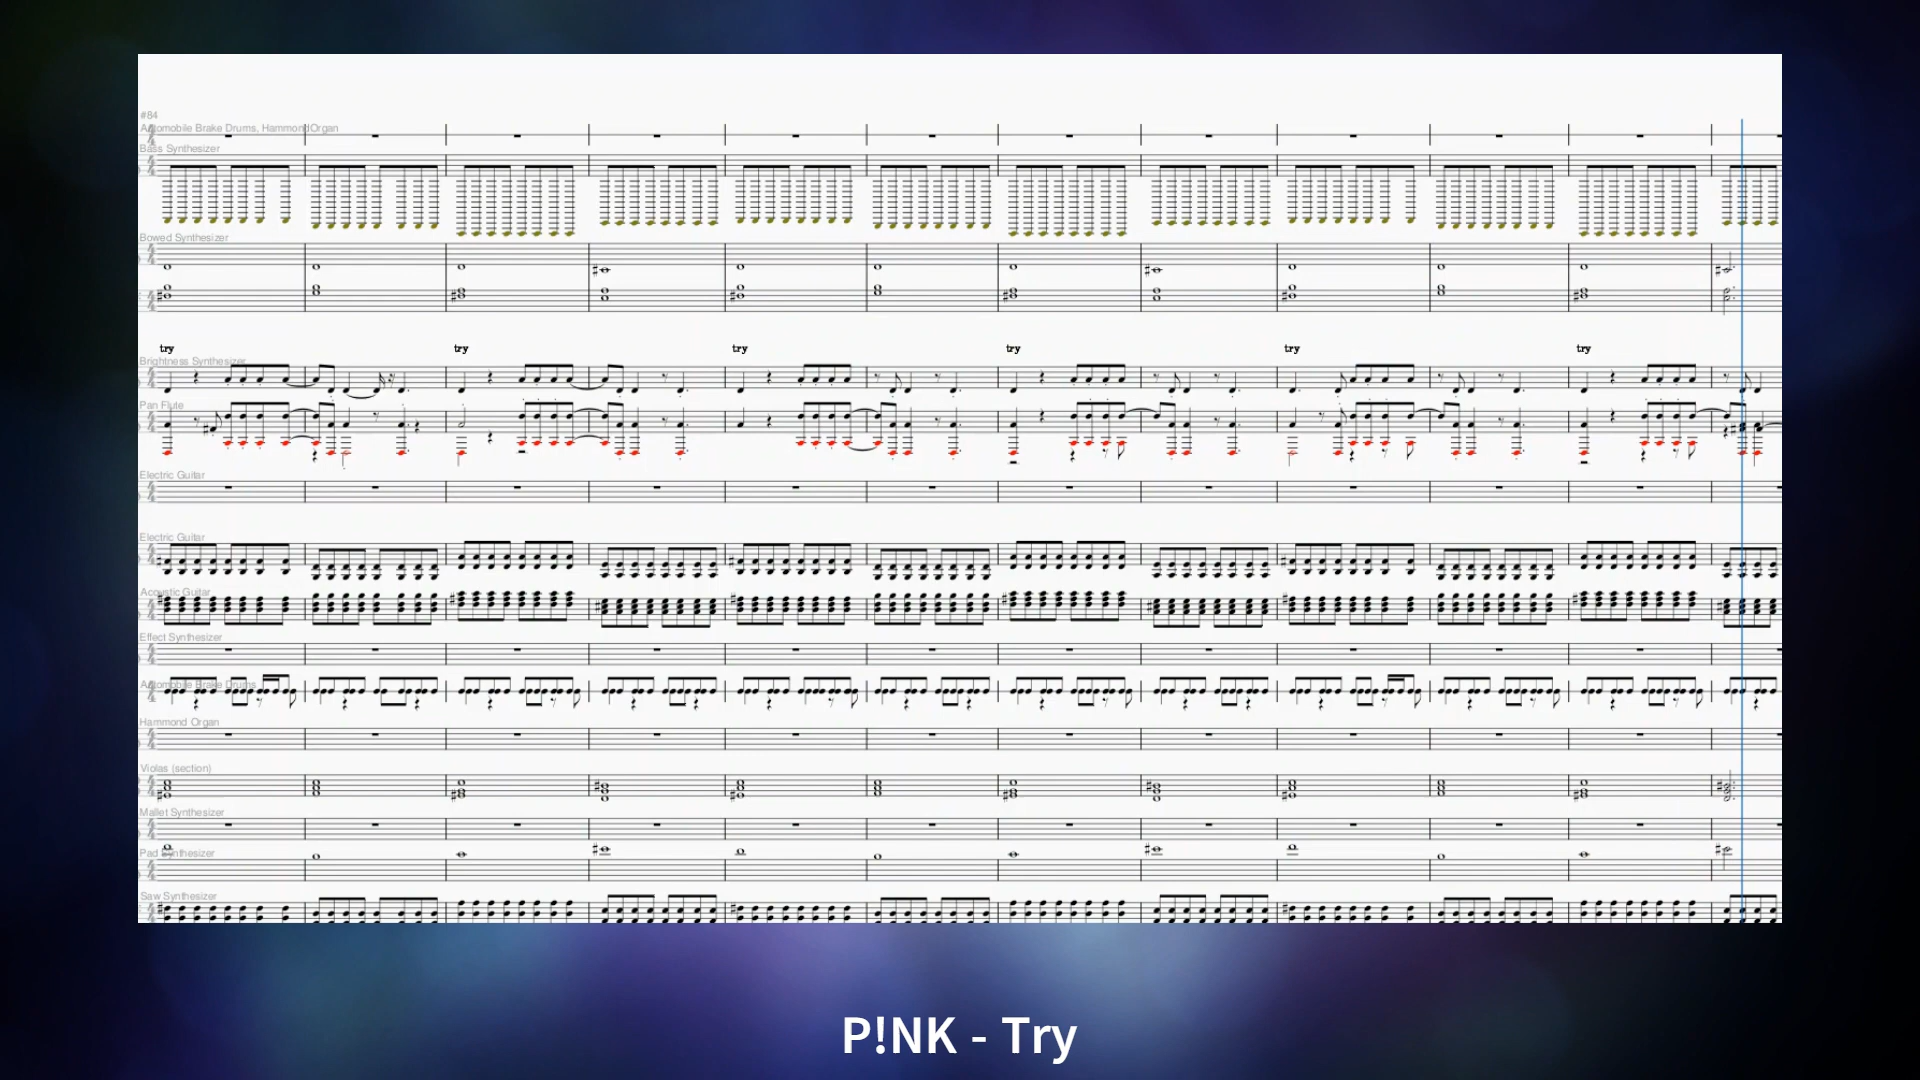 #84
Automobile Brake Drums, HammondOrgan
Bass Synthesizer
Bowed Synthesizer
try try try try try try
Brightness Synthesizer
Pan Flute
Electric Guitar
Electric Guitar
Acoustic Guitar
Effect Synthesizer
Automobile Brake Drums
Hammond Organ
Violas (section)
Mallet Synthesizer
Pad Synthesizer
Saw Synthesizer
P!NK - Try